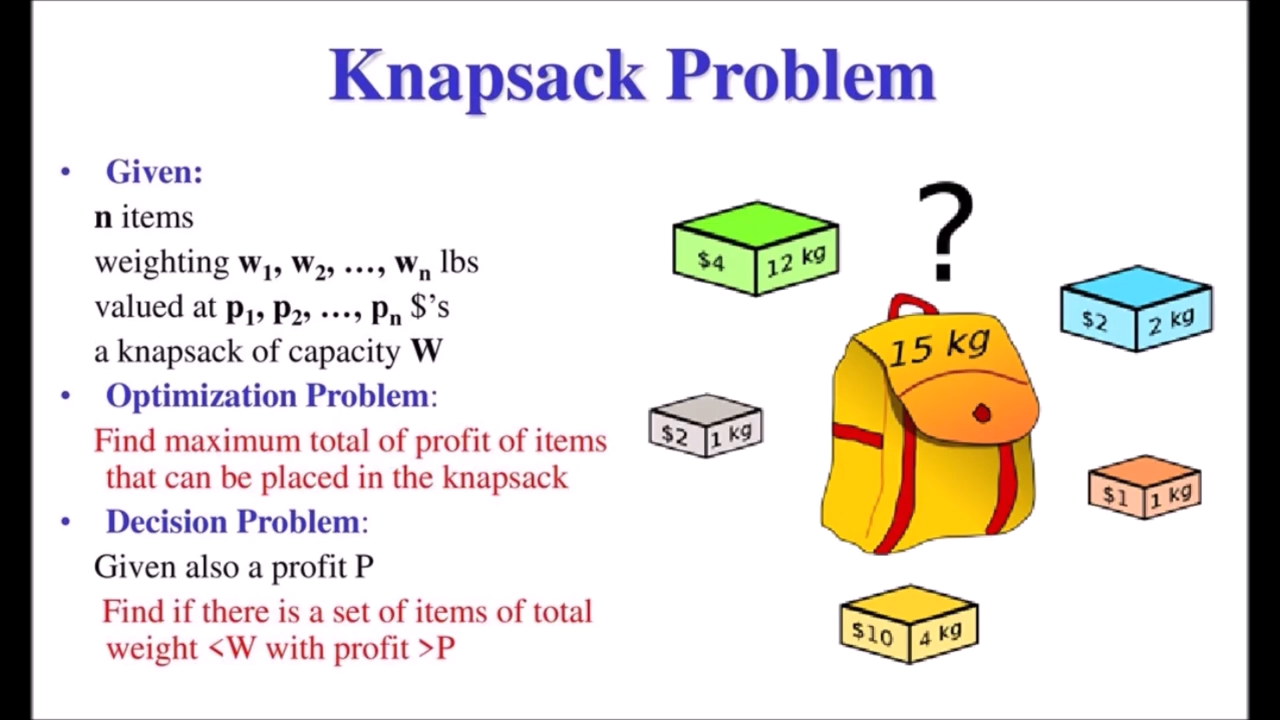 Knapsack Problem
• Given:
n items
weighting w1, w2, …, wn lbs
valued at p1, p2, …, pn $’s
a knapsack of capacity W
• Optimization Problem:
Find maximum total of profit of items
that can be placed in the knapsack
• Decision Problem:
Given also a profit P
Find if there is a set of items of total
weight <W with profit >P
?
$4 12 kg
$2 2 kg
15 kg
$2 1 kg
$1 1 kg
$10 4 kg